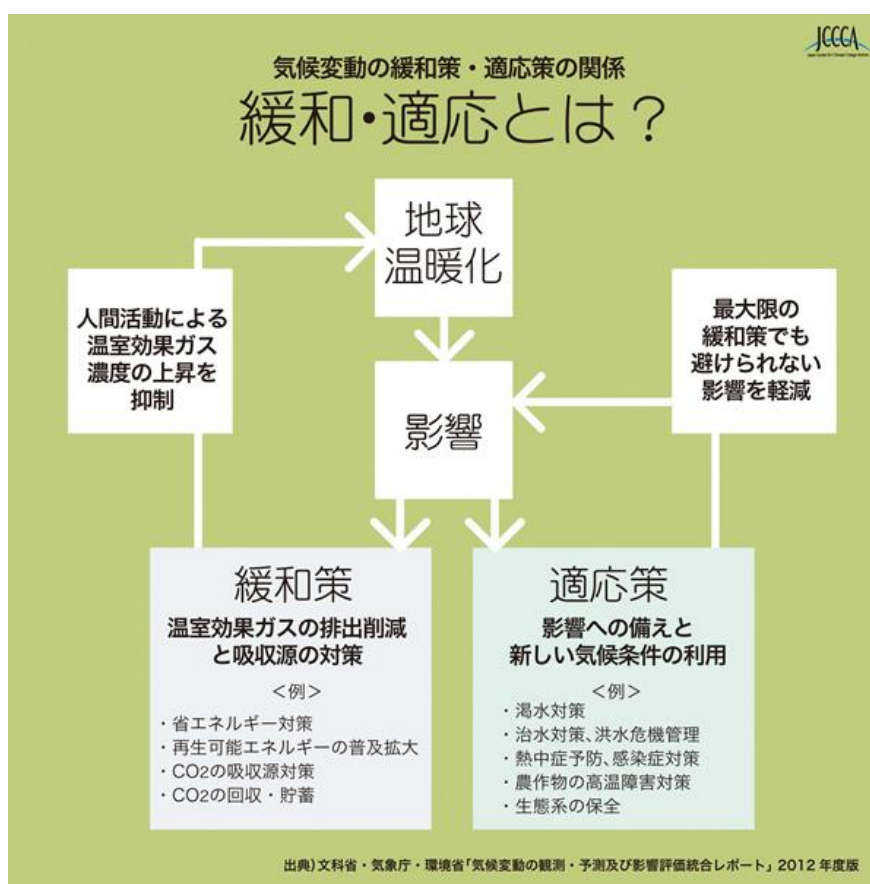 JCCCA
気候変動の緩和策・適応策の関係
緩和・適応とは？
地球
温暖化
人間活動による
温室効果ガス
濃度の上昇を
抑制
最大限の
緩和策でも
避けられない
影響を軽減
影響
緩和策
温室効果ガスの排出削減
と吸収源の対策
＜例＞
・省エネルギー対策
・再生可能エネルギーの普及拡大
・CO2の吸収源対策
・CO2の回収・貯蓄
適応策
影響への備えと
新しい気候条件の利用
＜例＞
・渇水対策
・治水対策、洪水危機管理
・熱中症予防、感染症対策
・農作物の高温障害対策
・生態系の保全
出典）文科省・気象庁・環境省「気候変動の観測・予測及び影響評価統合レポート」2012年度版